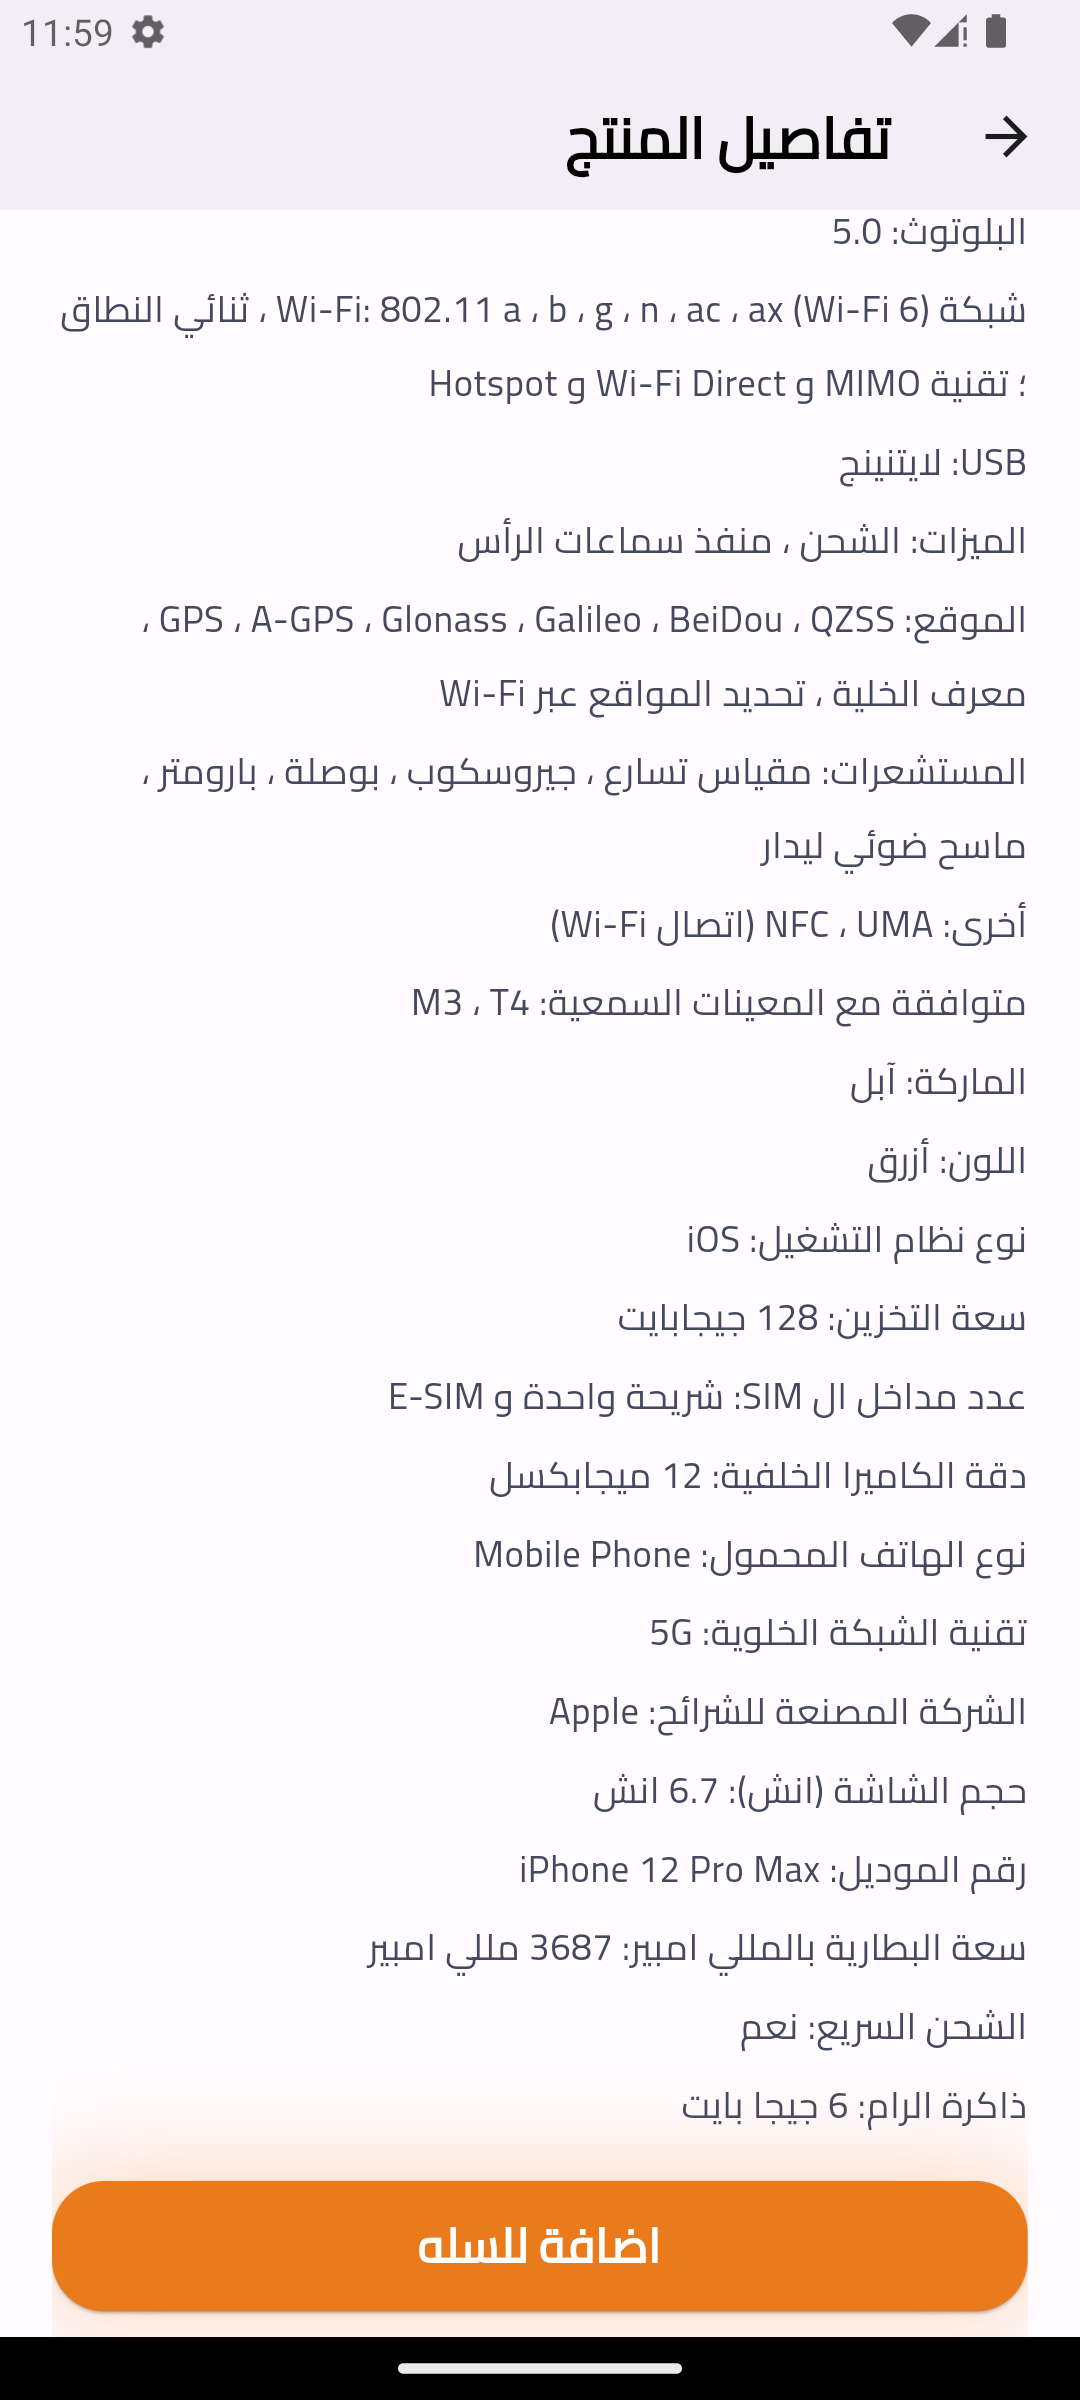 11:59
تفاصيل المنتج
البلوتوث: 5.0
شبكة Wi-Fi: 802.11 a ، b ، g ، n ، ac ، ax (Wi-Fi 6) ، ثنائي النطاق
؛ تقنية MIMO و Wi-Fi Direct و Hotspot
USB: لايتنينج
الميزات: الشحن ، منفذ سماعات الرأس
الموقع: GPS ، A-GPS ، Glonass ، Galileo ، BeiDou ، QZSS ،
معرف الخلية ، تحديد المواقع عبر Wi-Fi
المستشعرات: مقياس تسارع ، جيروسكوب ، بوصلة ، بارومتر ،
ماسح ضوئي ليدار
أخرى: NFC ، UMA (اتصال Wi-Fi)
متوافقة مع المعينات السمعية: M3 ، T4
الماركة: آبل
اللون: أزرق
نوع نظام التشغيل: iOS
سعة التخزين: 128 جيجابايت
عدد مداخل ال SIM: شريحة واحدة و E-SIM
دقة الكاميرا الخلفية: 12 ميجابكسل
نوع الهاتف المحمول: Mobile Phone
تقنية الشبكة الخلوية: 5G
الشركة المصنعة للشرائح: Apple
حجم الشاشة (انش): 6.7 انش
رقم الموديل: iPhone 12 Pro Max
سعة البطارية بالمللي امبير: 3687 مللي امبير
الشحن السريع: نعم
ذاكرة الرام: 6 جيجا بايت
اضافة للسله